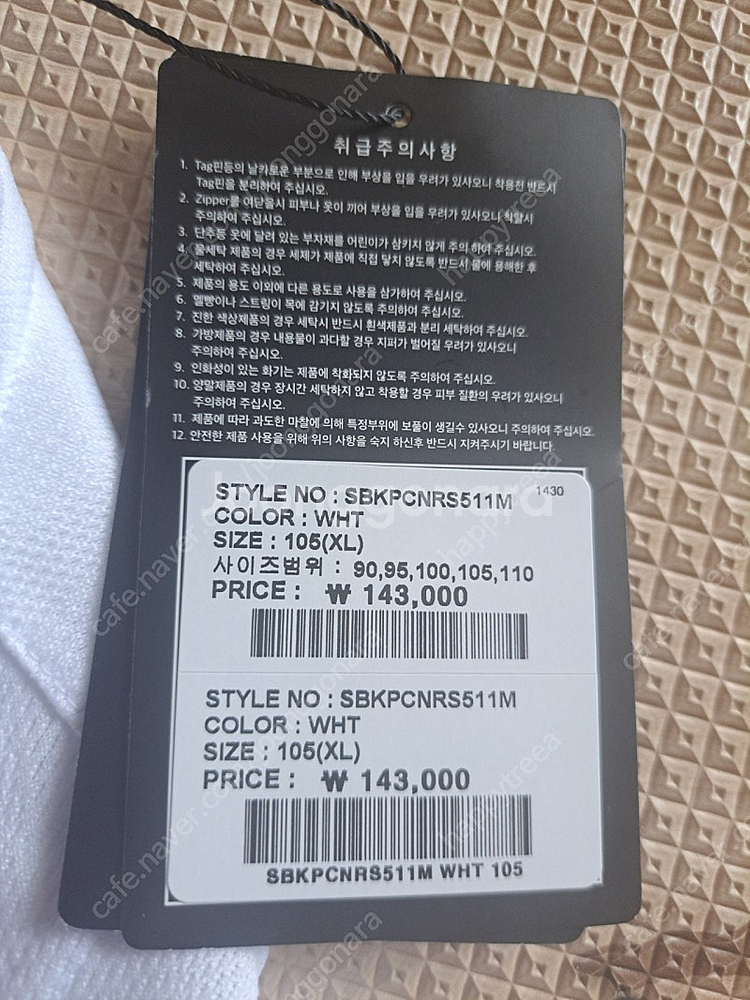 취급주의사항
1. Tag핀등의 날카로운 부분으로 인해 부상을 입을 우려가 있사오니 착용전 반드시
Tag핀을 분리하여 주십시오.
2. Zipper를 여닫을시 피부나 옷이 끼어 부상을 입을 우려가 있사오니 착탈시
주의하여 주십시오.
3. 단추등 옷에 달려 있는 부자재를 어린이가 삼키지 않게 주의 하여 주십시오.
4. 물세탁 제품의 경우 세제가 제품에 직접 닿지 않도록 반드시 물에 용해한 후
세탁하여 주십시오.
5. 제품의 용도 이외에 다른 용도로 사용을 삼가하여 주십시오.
6. 멜빵이나 스트링이 목에 감기지 않도록 주의하여 주십시오.
7. 진한 색상제품의 경우 세탁시 반드시 흰색제품과 분리 세탁하여 주십시오.
8. 가방제품의 경우 내용물이 과다할 경우 지퍼가 벌어질 우려가 있사오니
주의하여 주십시오.
9. 인화성이 있는 화기는 제품에 착화되지 않도록 주의하여 주십시오.
10. 양말제품의 경우 장시간 세탁하지 않고 착용할 경우 피부 질환의 우려가 있사오니
주의하여 주십시오.
11. 제품에 따라 과도한 마찰에 의해 특정부위에 보풀이 생길수 있사오니 주의하여 주십시오.
12. 안전한 제품 사용을 위해 위의 사항을 숙지 하신후 반드시 지켜주시기 바랍니다.
STYLE NO : SBKPCNRS511M 1430
COLOR : WHT
SIZE : 105(XL)
사이즈범위 : 90,95,100,105,110
PRICE : ₩ 143,000
STYLE NO : SBKPCNRS511M
COLOR : WHT
SIZE : 105(XL)
PRICE : ₩ 143,000
SBKPCNRS511M WHT 105